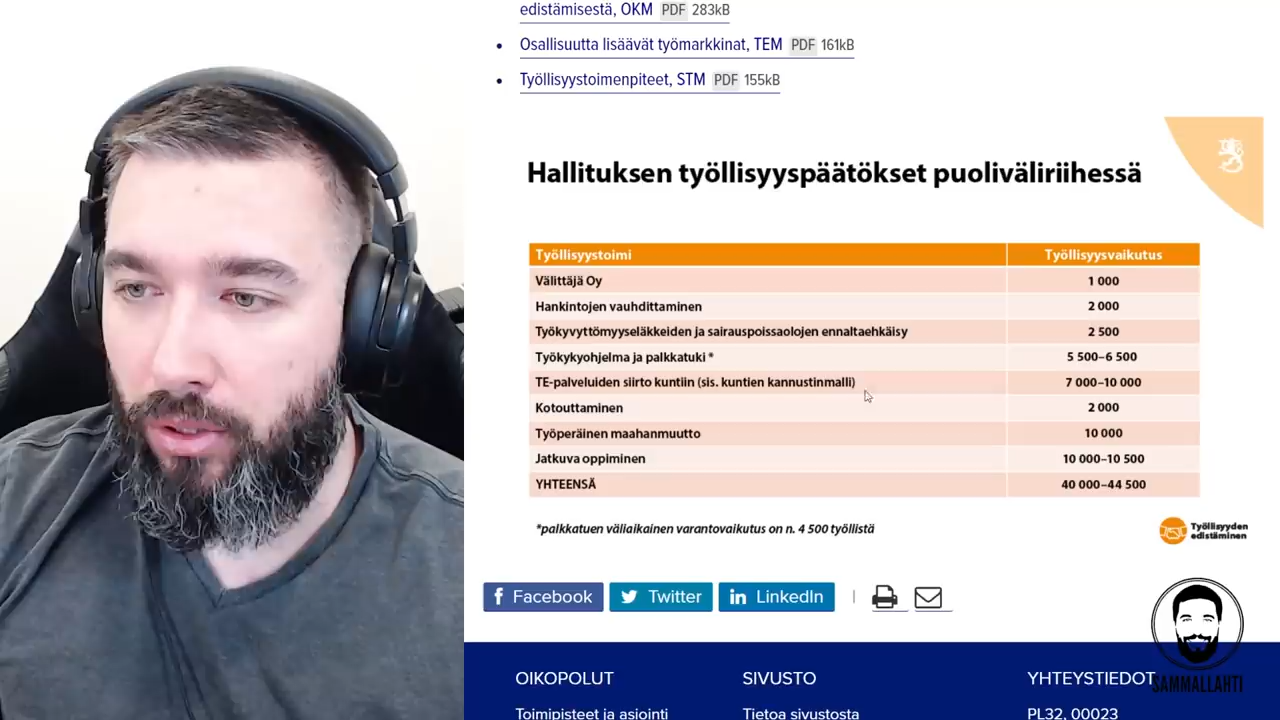 edistämisestä, OKM PDF 283kB
Osallisuutta lisäävät työmarkkinat, TEM PDF 161kB
Työllisyystoimenpiteet, STM PDF 155kB
Hallituksen työllisyyspäätökset puoliväliriihessä
Työllisyystoimi Työllisyysvaikutus
Välittäjä Oy 1 000
Hankintojen vauhdittaminen 2 000
Työkyvyttömyyseläkkeiden ja sairauspoissaolojen ennaltaehkäisy 2 500
Työkykyohjelma ja palkkatuki * 5 500–6 500
TE-palveluiden siirto kuntiin (sis. kuntien kannustinmalli) 7 000–10 000
Kotouttaminen 2 000
Työperäinen maahanmuutto 10 000
Jatkuva oppiminen 10 000–10 500
YHTEENSÄ 40 000–44 500
*palkkatuen väliaikainen varantovaikutus on n. 4 500 työllistä
Työllisyyden
edistäminen
Facebook Twitter LinkedIn
OIKOPOLUT SIVUSTO YHTEYSTIEDOT
SAMMALLAHTI
Toimipisteet ja asiointi Tietoa sivustosta PL32, 00023